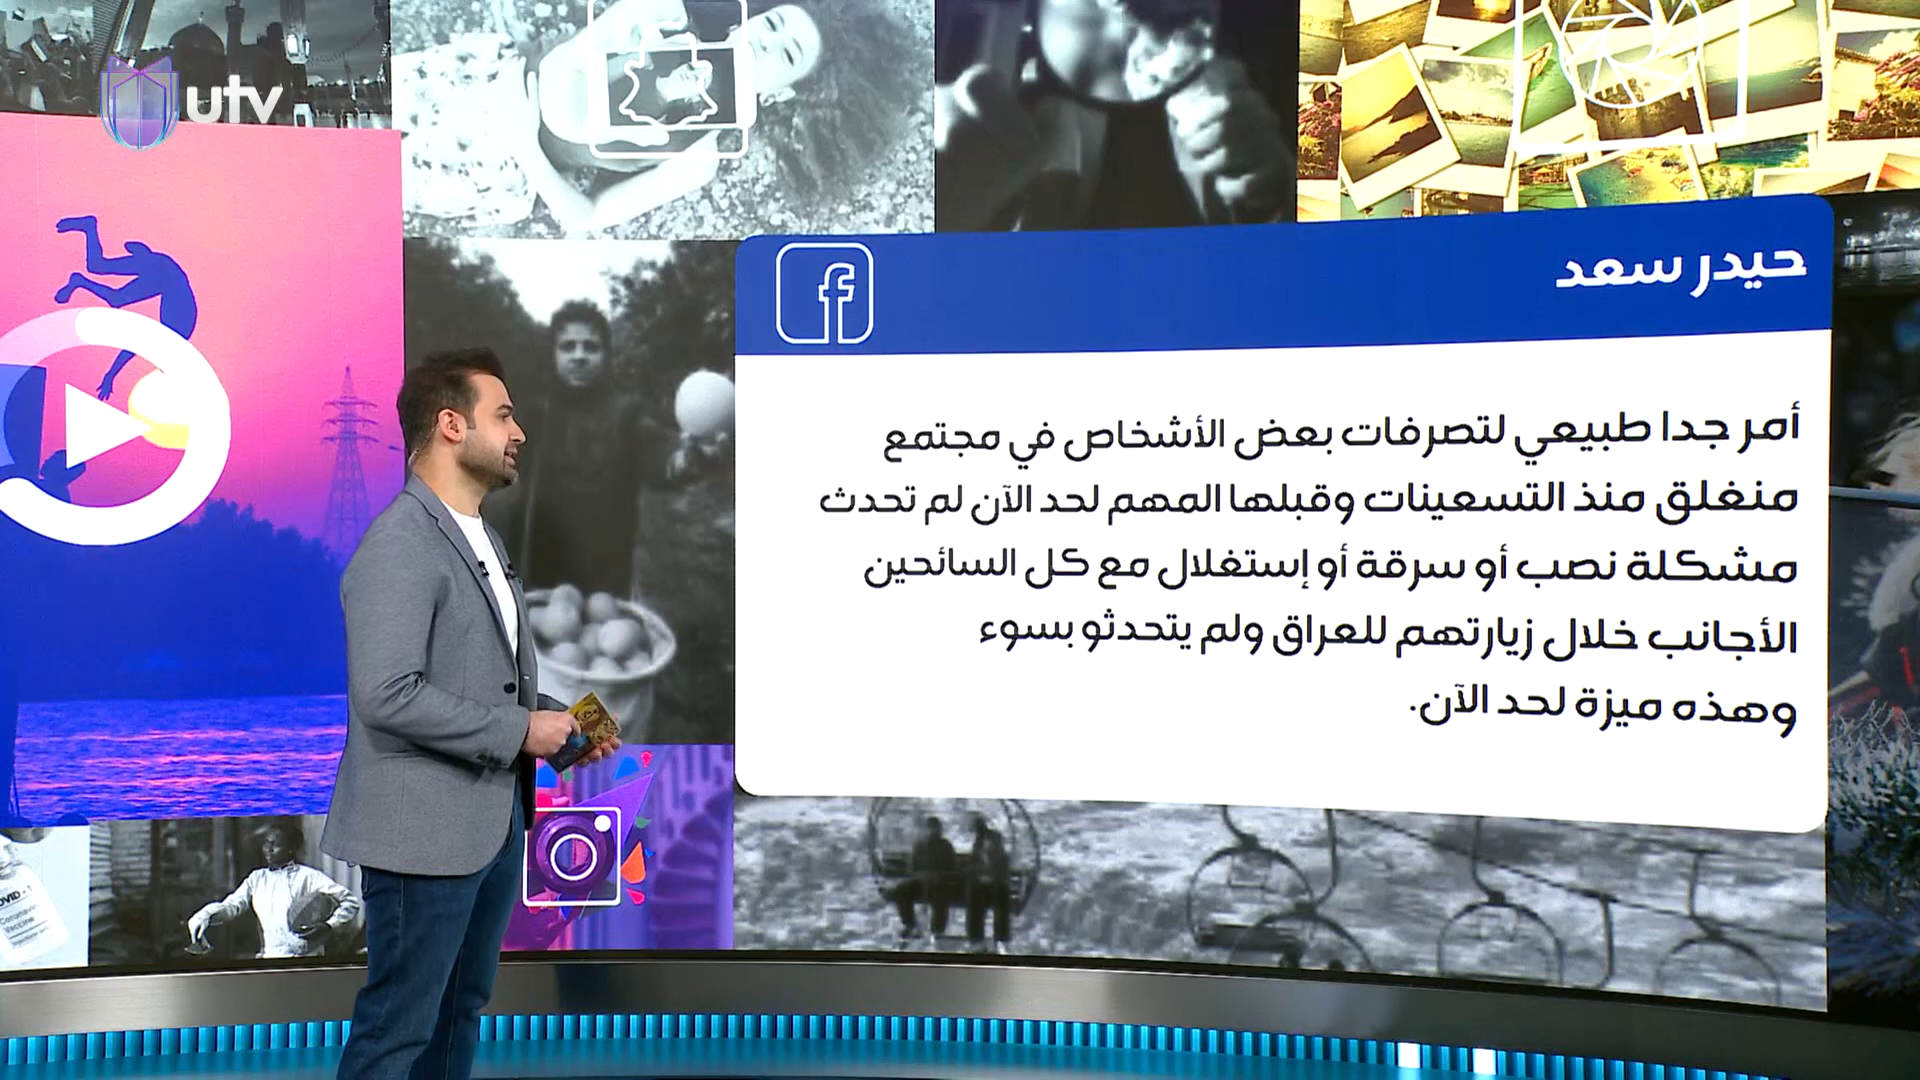 utv
حيدر سعد
أمر جدا طبيعي لتصرفات بعض الأشخاص في مجتمع
منغلق منذ التسعينات وقبلها المهم لحد الآن لم تحدث
مشكلة نصب أو سرقة أو إستغلال مع كل السائحين
الأجانب خلال زيارتهم للعراق ولم يتحدثو بسوء
وهذه ميزة لحد الآن.